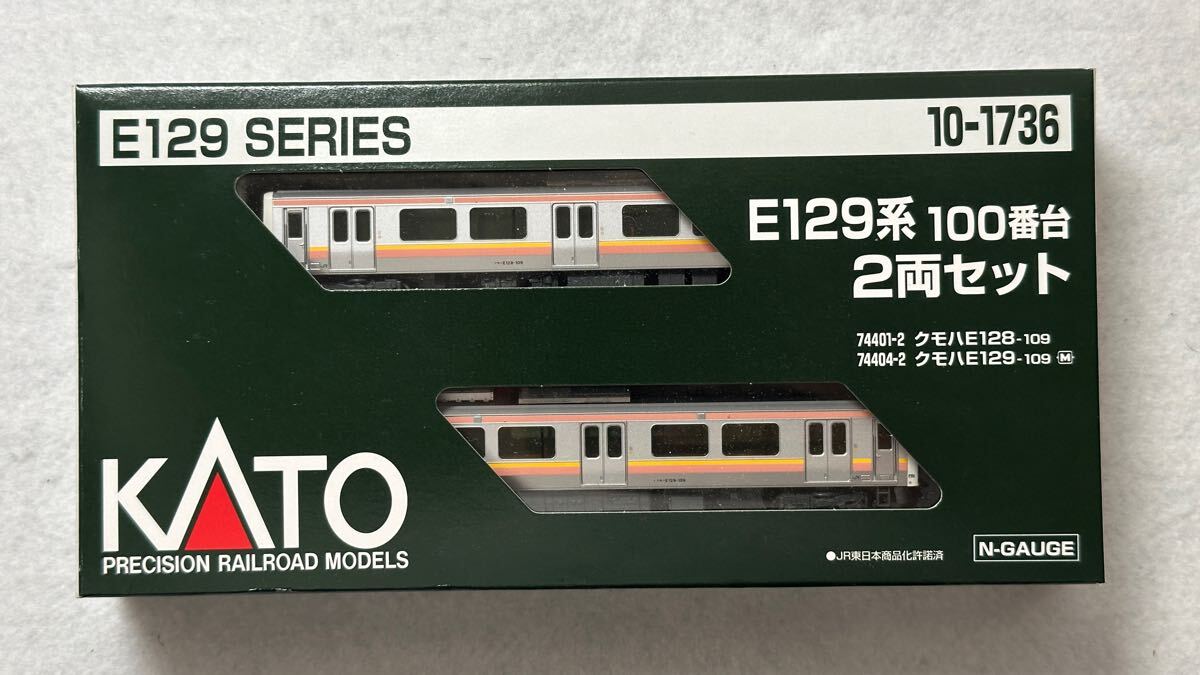 E129 SERIES
10-1736
E129系 100番台
2両セット
74401-2 クモハE128-109
74404-2 クモハE129-109 M
KATO
PRECISION RAILROAD MODELS
●JR東日本商品化許諾済
N-GAUGE